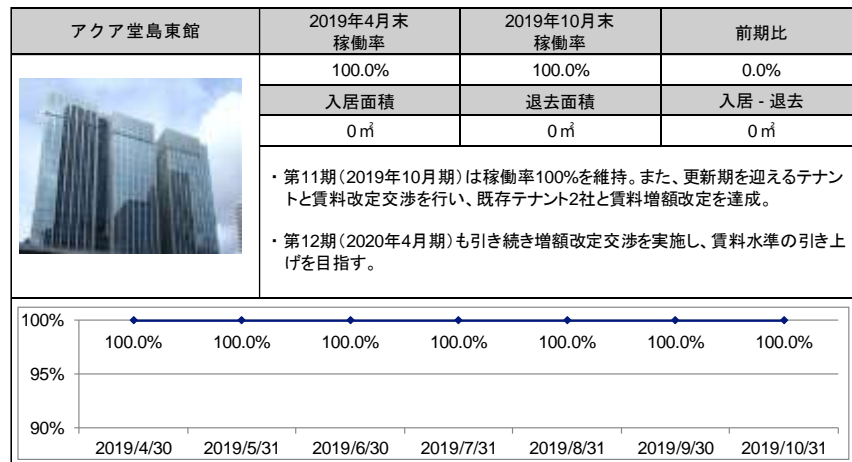 アクア堂島東館
2019年4月末
稼働率
2019年10月末
稼働率
前期比
100.0%
100.0%
0.0%
入居面積
退去面積
入居 - 退去
0㎡
0㎡
0㎡
・ 第11期（2019年10月期）は稼働率100%を維持。また、更新期を迎えるテナン
トと賃料改定交渉を行い、既存テナント2社と賃料増額改定を達成。
・ 第12期（2020年4月期）も引き続き増額改定交渉を実施し、賃料水準の引き上
げを目指す。
100%
100.0% 100.0% 100.0% 100.0% 100.0% 100.0% 100.0%
95%
90%
2019/4/30 2019/5/31 2019/6/30 2019/7/31 2019/8/31 2019/9/30 2019/10/31